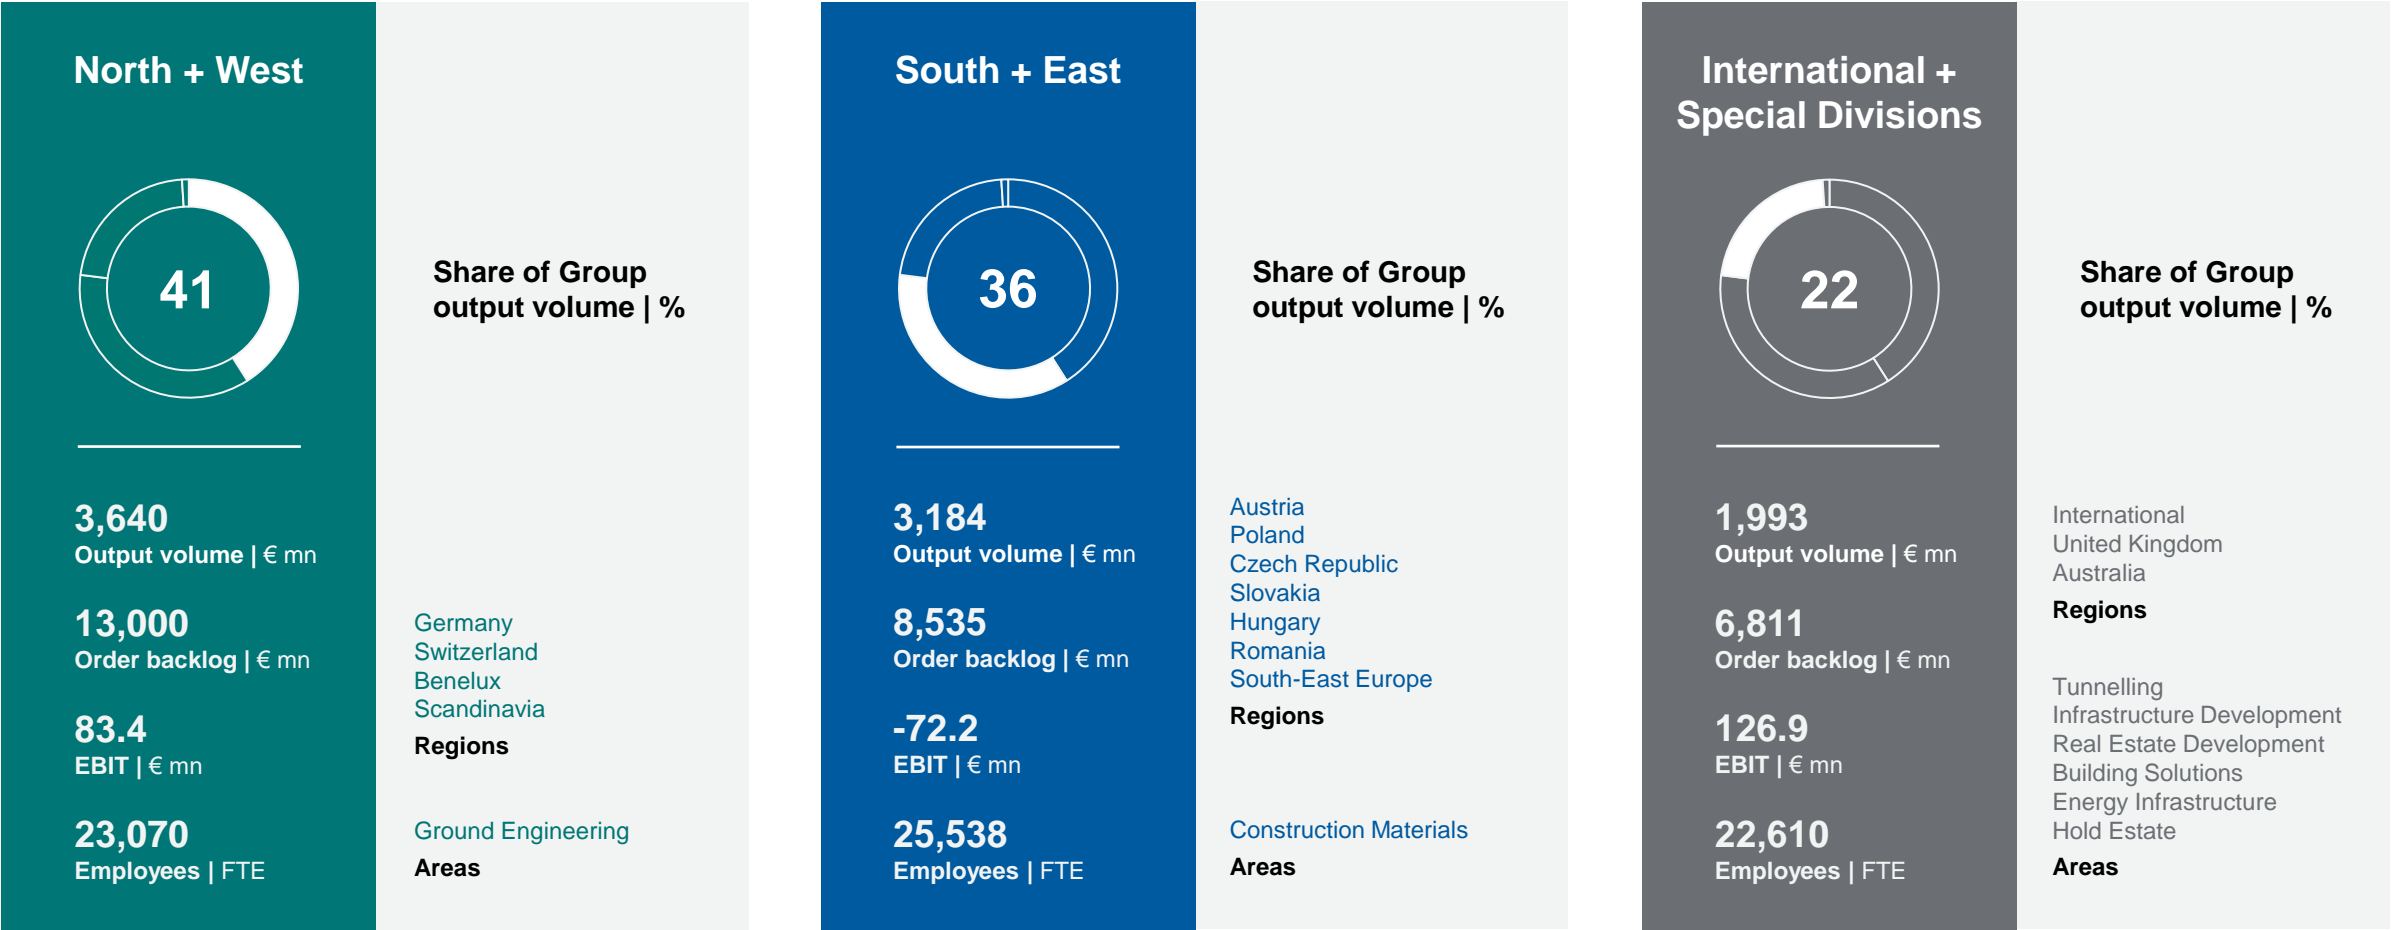 North + West
41
Share of Group
output volume | %
3,640
Output volume | € mn
13,000
Order backlog | € mn
83.4
EBIT | € mn
23,070
Employees | FTE
Germany
Switzerland
Benelux
Scandinavia
Regions
Ground Engineering
Areas
South + East
36
Share of Group
output volume | %
3,184
Output volume | € mn
8,535
Order backlog | € mn
-72.2
EBIT | € mn
25,538
Employees | FTE
Austria
Poland
Czech Republic
Slovakia
Hungary
Romania
South-East Europe
Regions
Construction Materials
Areas
International +
Special Divisions
22
Share of Group
output volume | %
1,993
Output volume | € mn
6,811
Order backlog | € mn
126.9
EBIT | € mn
22,610
Employees | FTE
International
United Kingdom
Australia
Regions
Tunnelling
Infrastructure Development
Real Estate Development
Building Solutions
Energy Infrastructure
Hold Estate
Areas